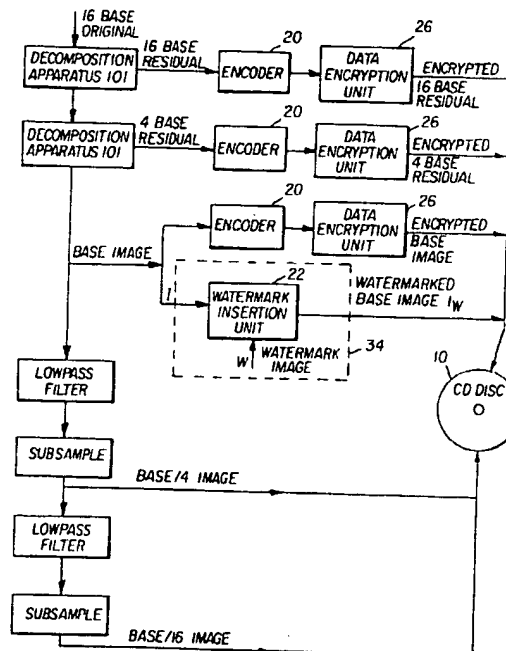 16 BASE
ORIGINAL
DECOMPOSITION
APPARATUS 101
16 BASE
RESIDUAL
20
ENCODER
26
DATA
ENCRYPTION
UNIT
ENCRYPTED
16 BASE
RESIDUAL
DECOMPOSITION
APPARATUS 101
4 BASE
RESIDUAL
20
ENCODER
26
DATA
ENCRYPTION
UNIT
ENCRYPTED
4 BASE
RESIDUAL
20
ENCODER
26
DATA
ENCRYPTION
UNIT
ENCRYPTED
BASE
IMAGE
BASE IMAGE
I
22
WATERMARK
INSERTION
UNIT
WATERMARKED
BASE IMAGE IW
W
WATERMARK
IMAGE
34
10
CD DISC
LOWPASS
FILTER
SUBSAMPLE
BASE/4 IMAGE
LOWPASS
FILTER
SUBSAMPLE
BASE/16 IMAGE